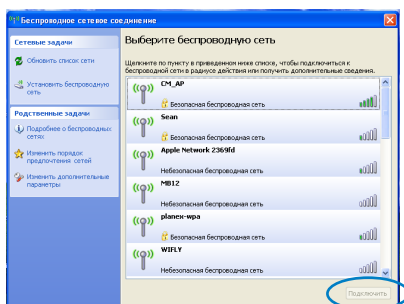 Беспроводное сетевое соединение
Сетевые задачи
Обновить список сети
Установить беспроводную
сеть
Родственные задачи
Подробнее о беспроводных
сетях
Изменить порядок
предпочтения сетей
Изменить дополнительные
параметры
Выберите беспроводную сеть
Щелкните по пункту в приведенном ниже списке, чтобы подключиться к
беспроводной сети в радиусе действия или получить дополнительные сведения.
CM_AP
Безопасная беспроводная сеть
Sean
Безопасная беспроводная сеть
Apple Network 2369fd
Небезопасная беспроводная сеть
MB12
Небезопасная беспроводная сеть
planex-wpa
Безопасная беспроводная сеть
WIFLY
Небезопасная беспроводная сеть
Подключить